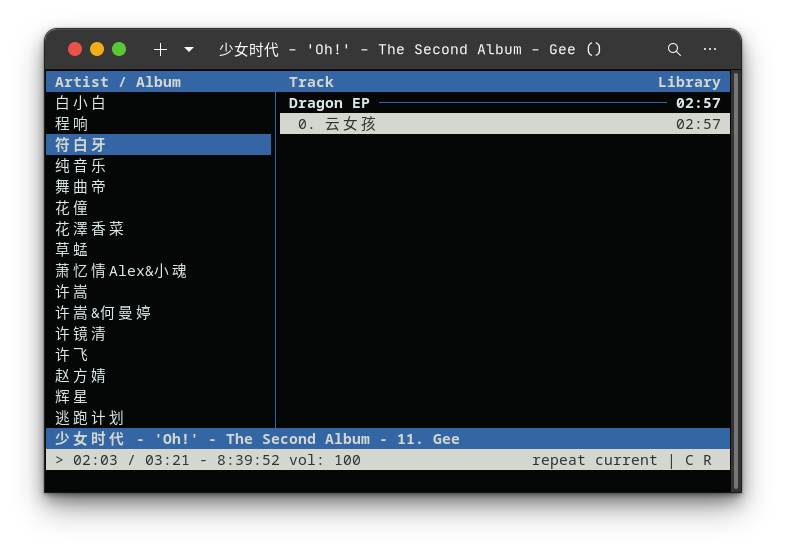 少女时代 – 'Oh!' – The Second Album – Gee ()
Artist / Album Track Library
白小白 Dragon EP 02:57
程响 0. 云女孩 02:57
符白牙
纯音乐
舞曲帝
花僮
花澤香菜
草蜢
萧忆情Alex&小魂
许嵩
许嵩&何曼婷
许镜清
许飞
赵方婧
辉星
逃跑计划
少女时代 - 'Oh!' - The Second Album - 11. Gee
> 02:03 / 03:21 - 8:39:52 vol: 100 repeat current | C R